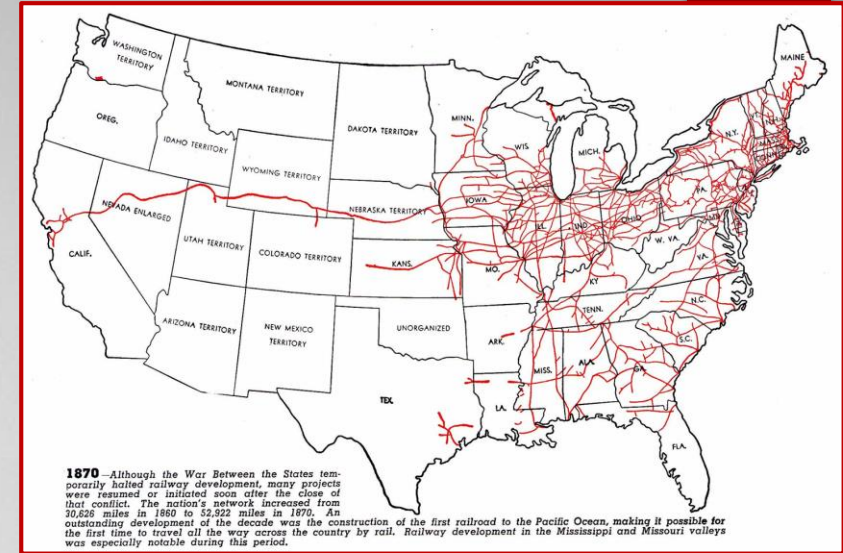 WASHINGTON
TERRITORY
MAINE
MONTANA TERRITORY
MINN.
OREG.
DAKOTA TERRITORY
VT.
N.H.
IDAHO TERRITORY
WIS.
MICH.
N.Y.
MASS.
CONN.
WYOMING TERRITORY
NEVADA ENLARGED
NEBRASKA TERRITORY
IOWA
PA.
ILL.
IND.
OHIO
MD.
UTAH TERRITORY
COLORADO TERRITORY
CALIF.
KANS.
MO.
W. VA.
VA.
KY
ARIZONA TERRITORY
NEW MEXICO
TERRITORY
UNORGANIZED
ARK.
TENN.
N.C.
S.C.
TEX.
MISS.
ALA.
GA.
LA.
FLA.
1870—Although the War Between the States tem-
porarily halted railway development, many projects
were resumed or initiated soon after the close of
that conflict. The nation's network increased from
30,626 miles in 1860 to 52,922 miles in 1870. An
outstanding development of the decade was the construction of the first railroad to the Pacific Ocean, making it possible for
the first time to travel all the way across the country by rail. Railway development in the Mississippi and Missouri valleys
was especially notable during this period.